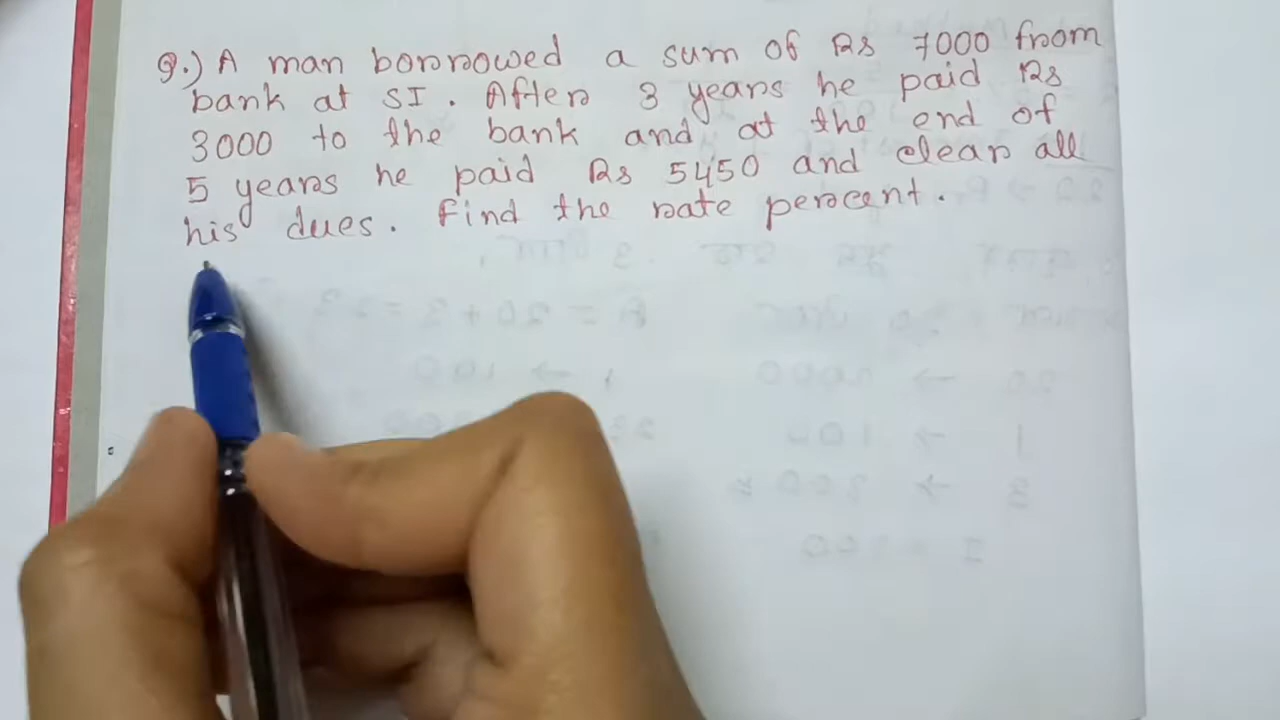 Q.) A man borrowed a sum of Rs 7000 from
bank at SI. After 3 years he paid Rs
3000 to the bank and at the end of
5 years he paid Rs 5450 and clear all
his dues. Find the rate percent.